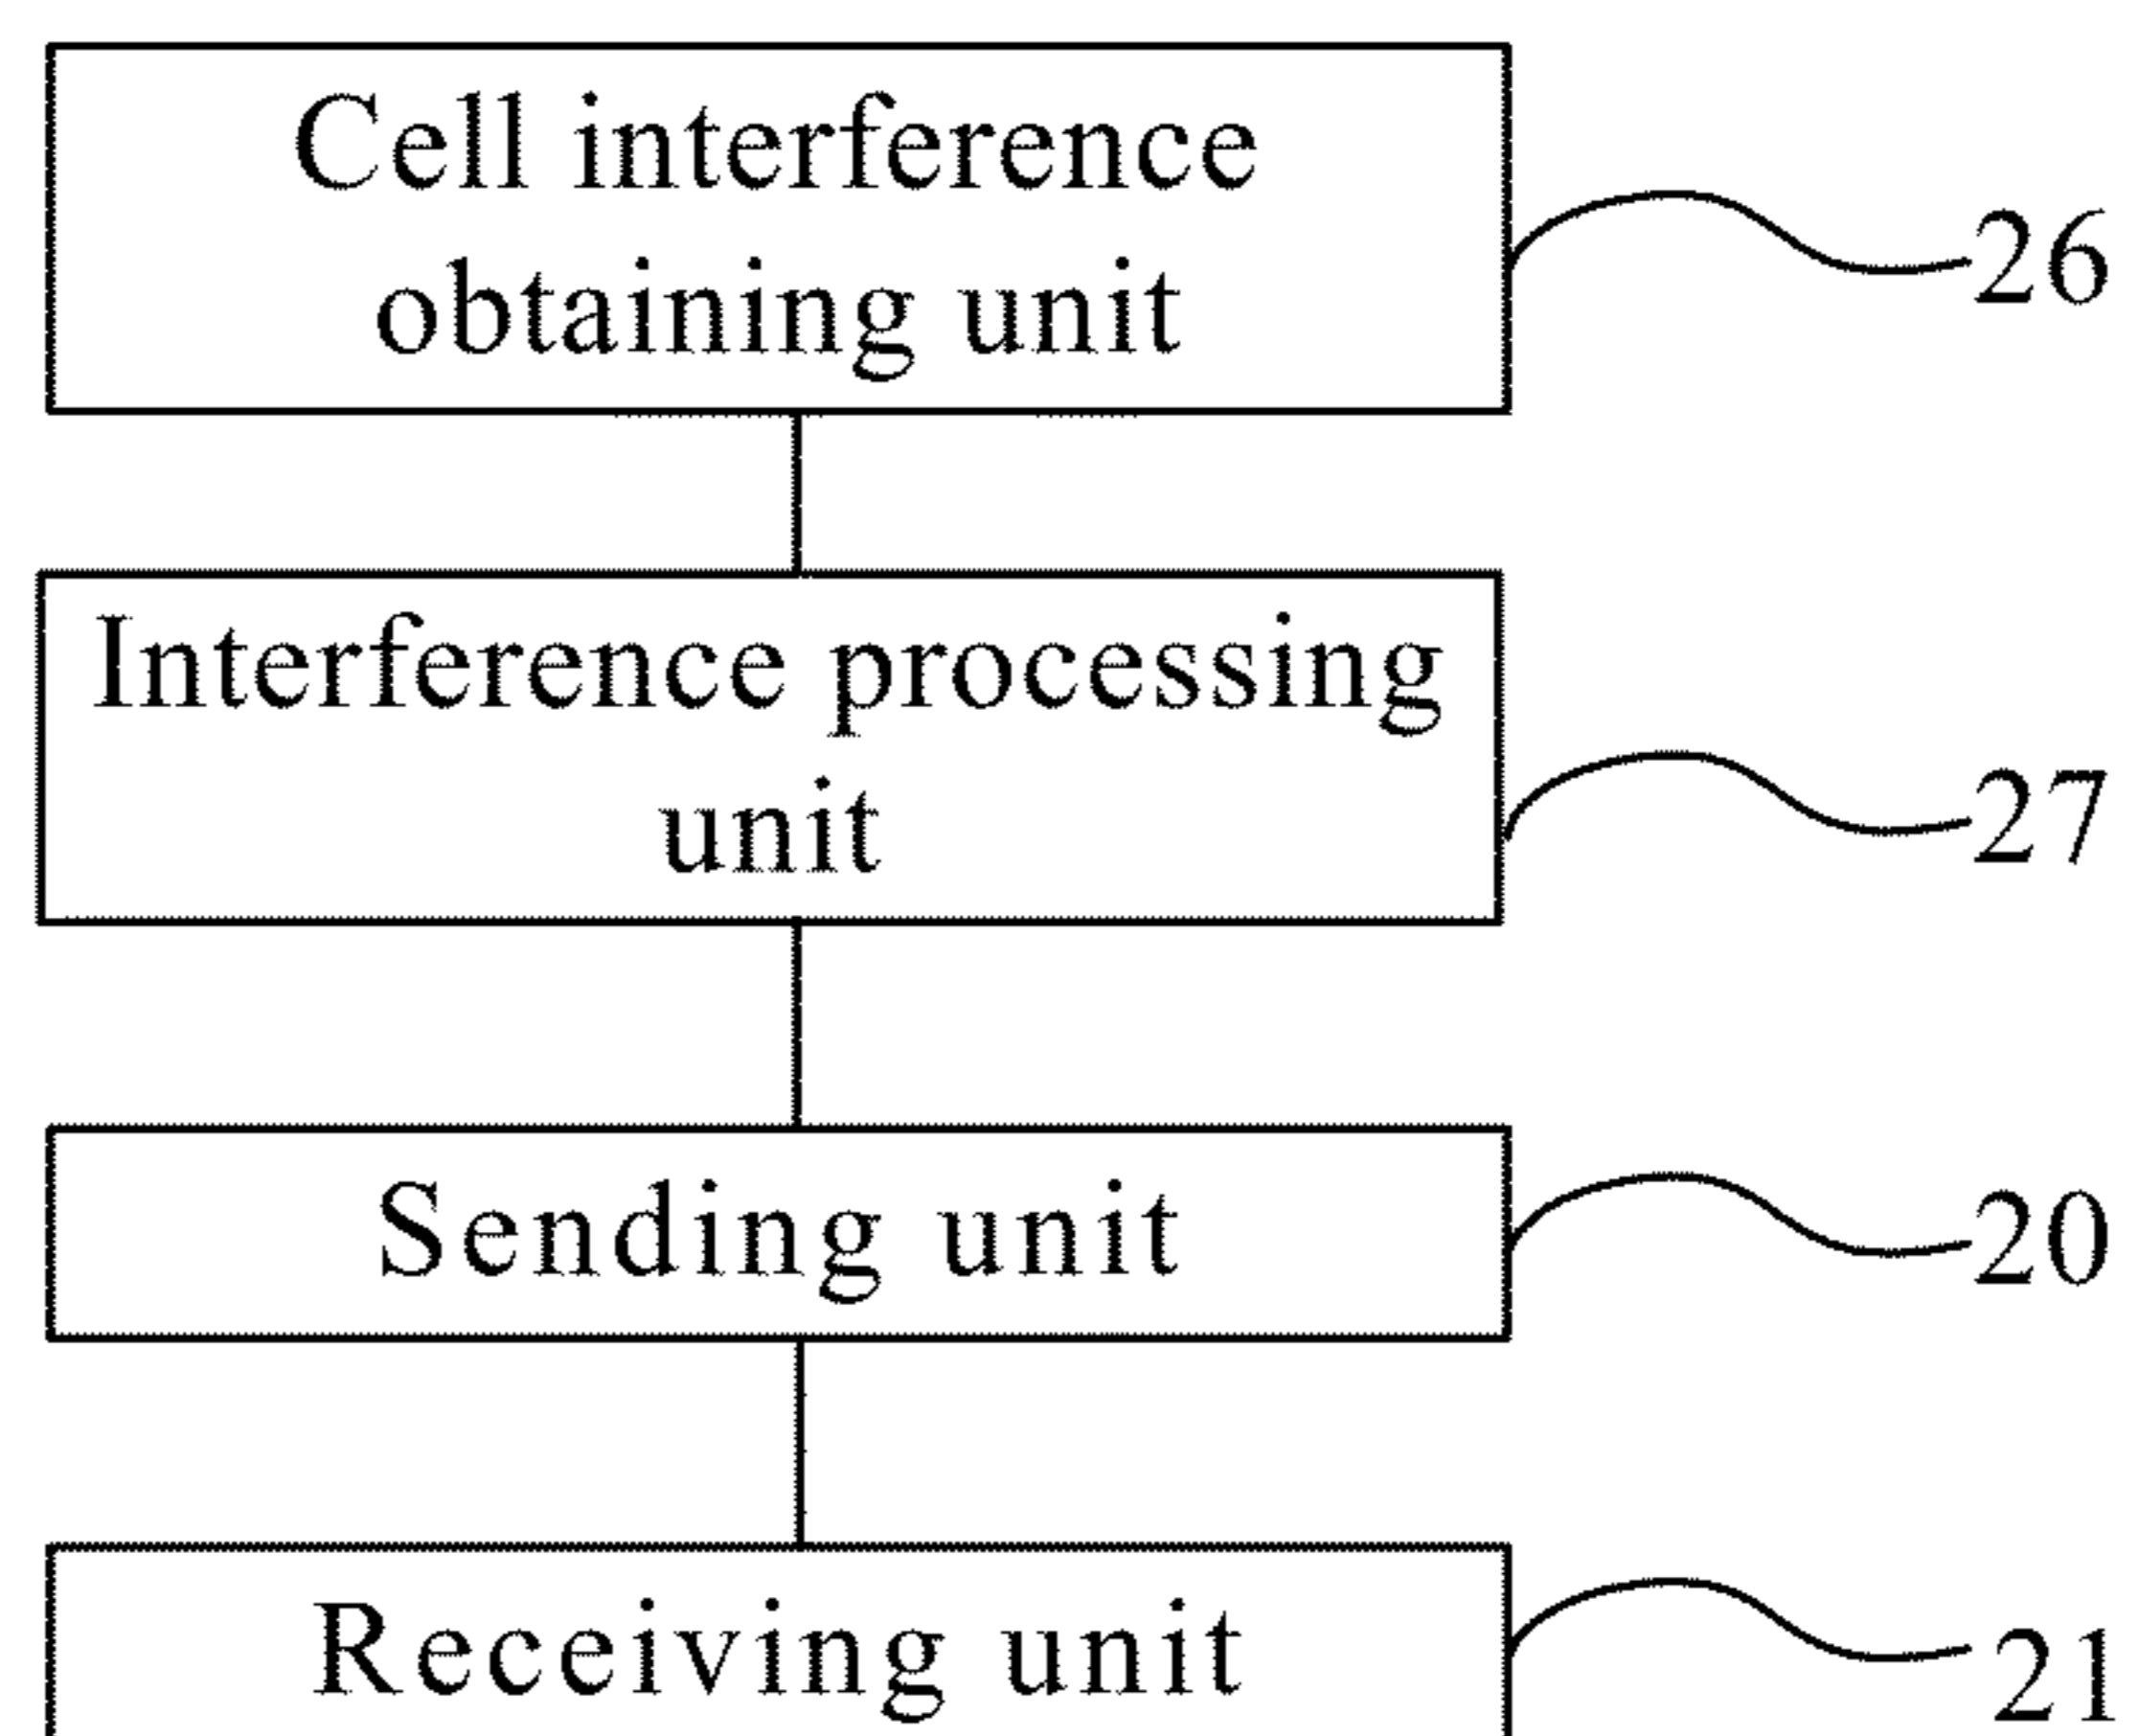 Cell interference
obtaining unit
26
Interference processing
unit
27
Sending unit
20
Receiving unit
21